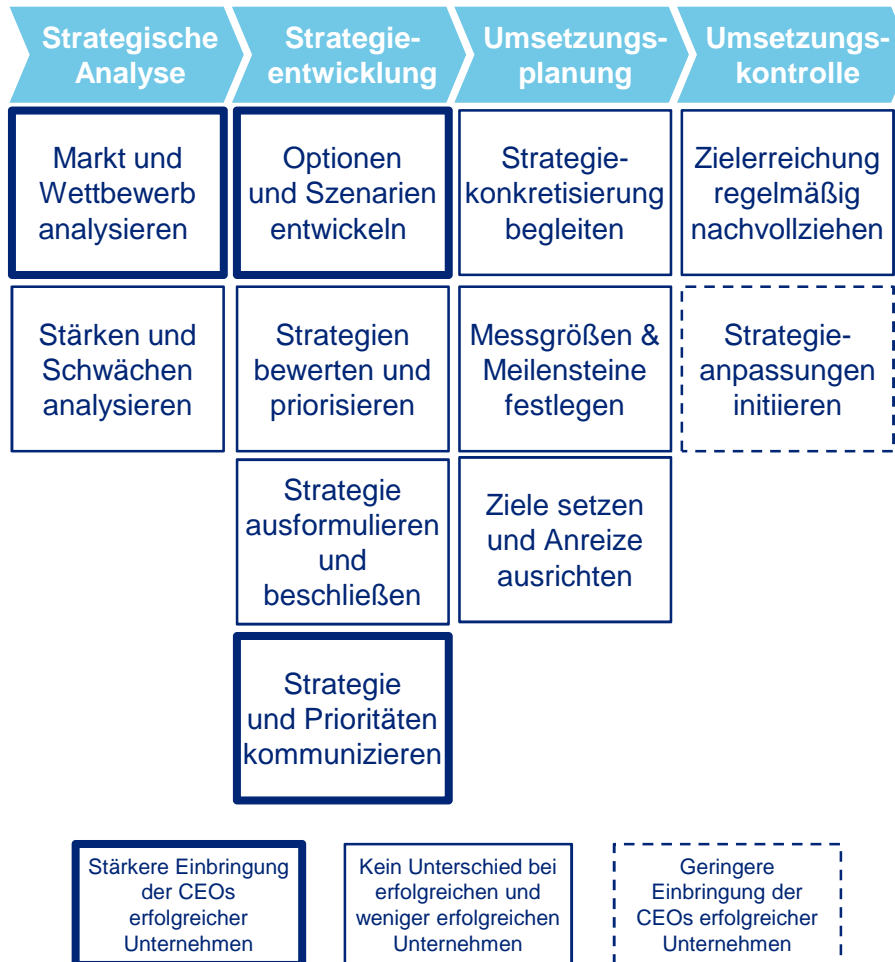 Strategische
Analyse
Strategie-
entwicklung
Umsetzungs-
planung
Umsetzungs-
kontrolle
Markt und
Wettbewerb
analysieren
Optionen
und Szenarien
entwickeln
Strategie-
konkretisierung
begleiten
Zielerreichung
regelmäßig
nachvollziehen
Stärken und
Schwächen
analysieren
Strategien
bewerten und
priorisieren
Messgrößen &
Meilensteine
festlegen
Strategie-
anpassungen
initiieren
Strategie
ausformulieren
und
beschließen
Ziele setzen
und Anreize
ausrichten
Strategie
und Prioritäten
kommunizieren
Stärkere Einbringung
der CEOs
erfolgreicher
Unternehmen
Kein Unterschied bei
erfolgreichen und
weniger erfolgreichen
Unternehmen
Geringere
Einbringung der
CEOs erfolgreicher
Unternehmen